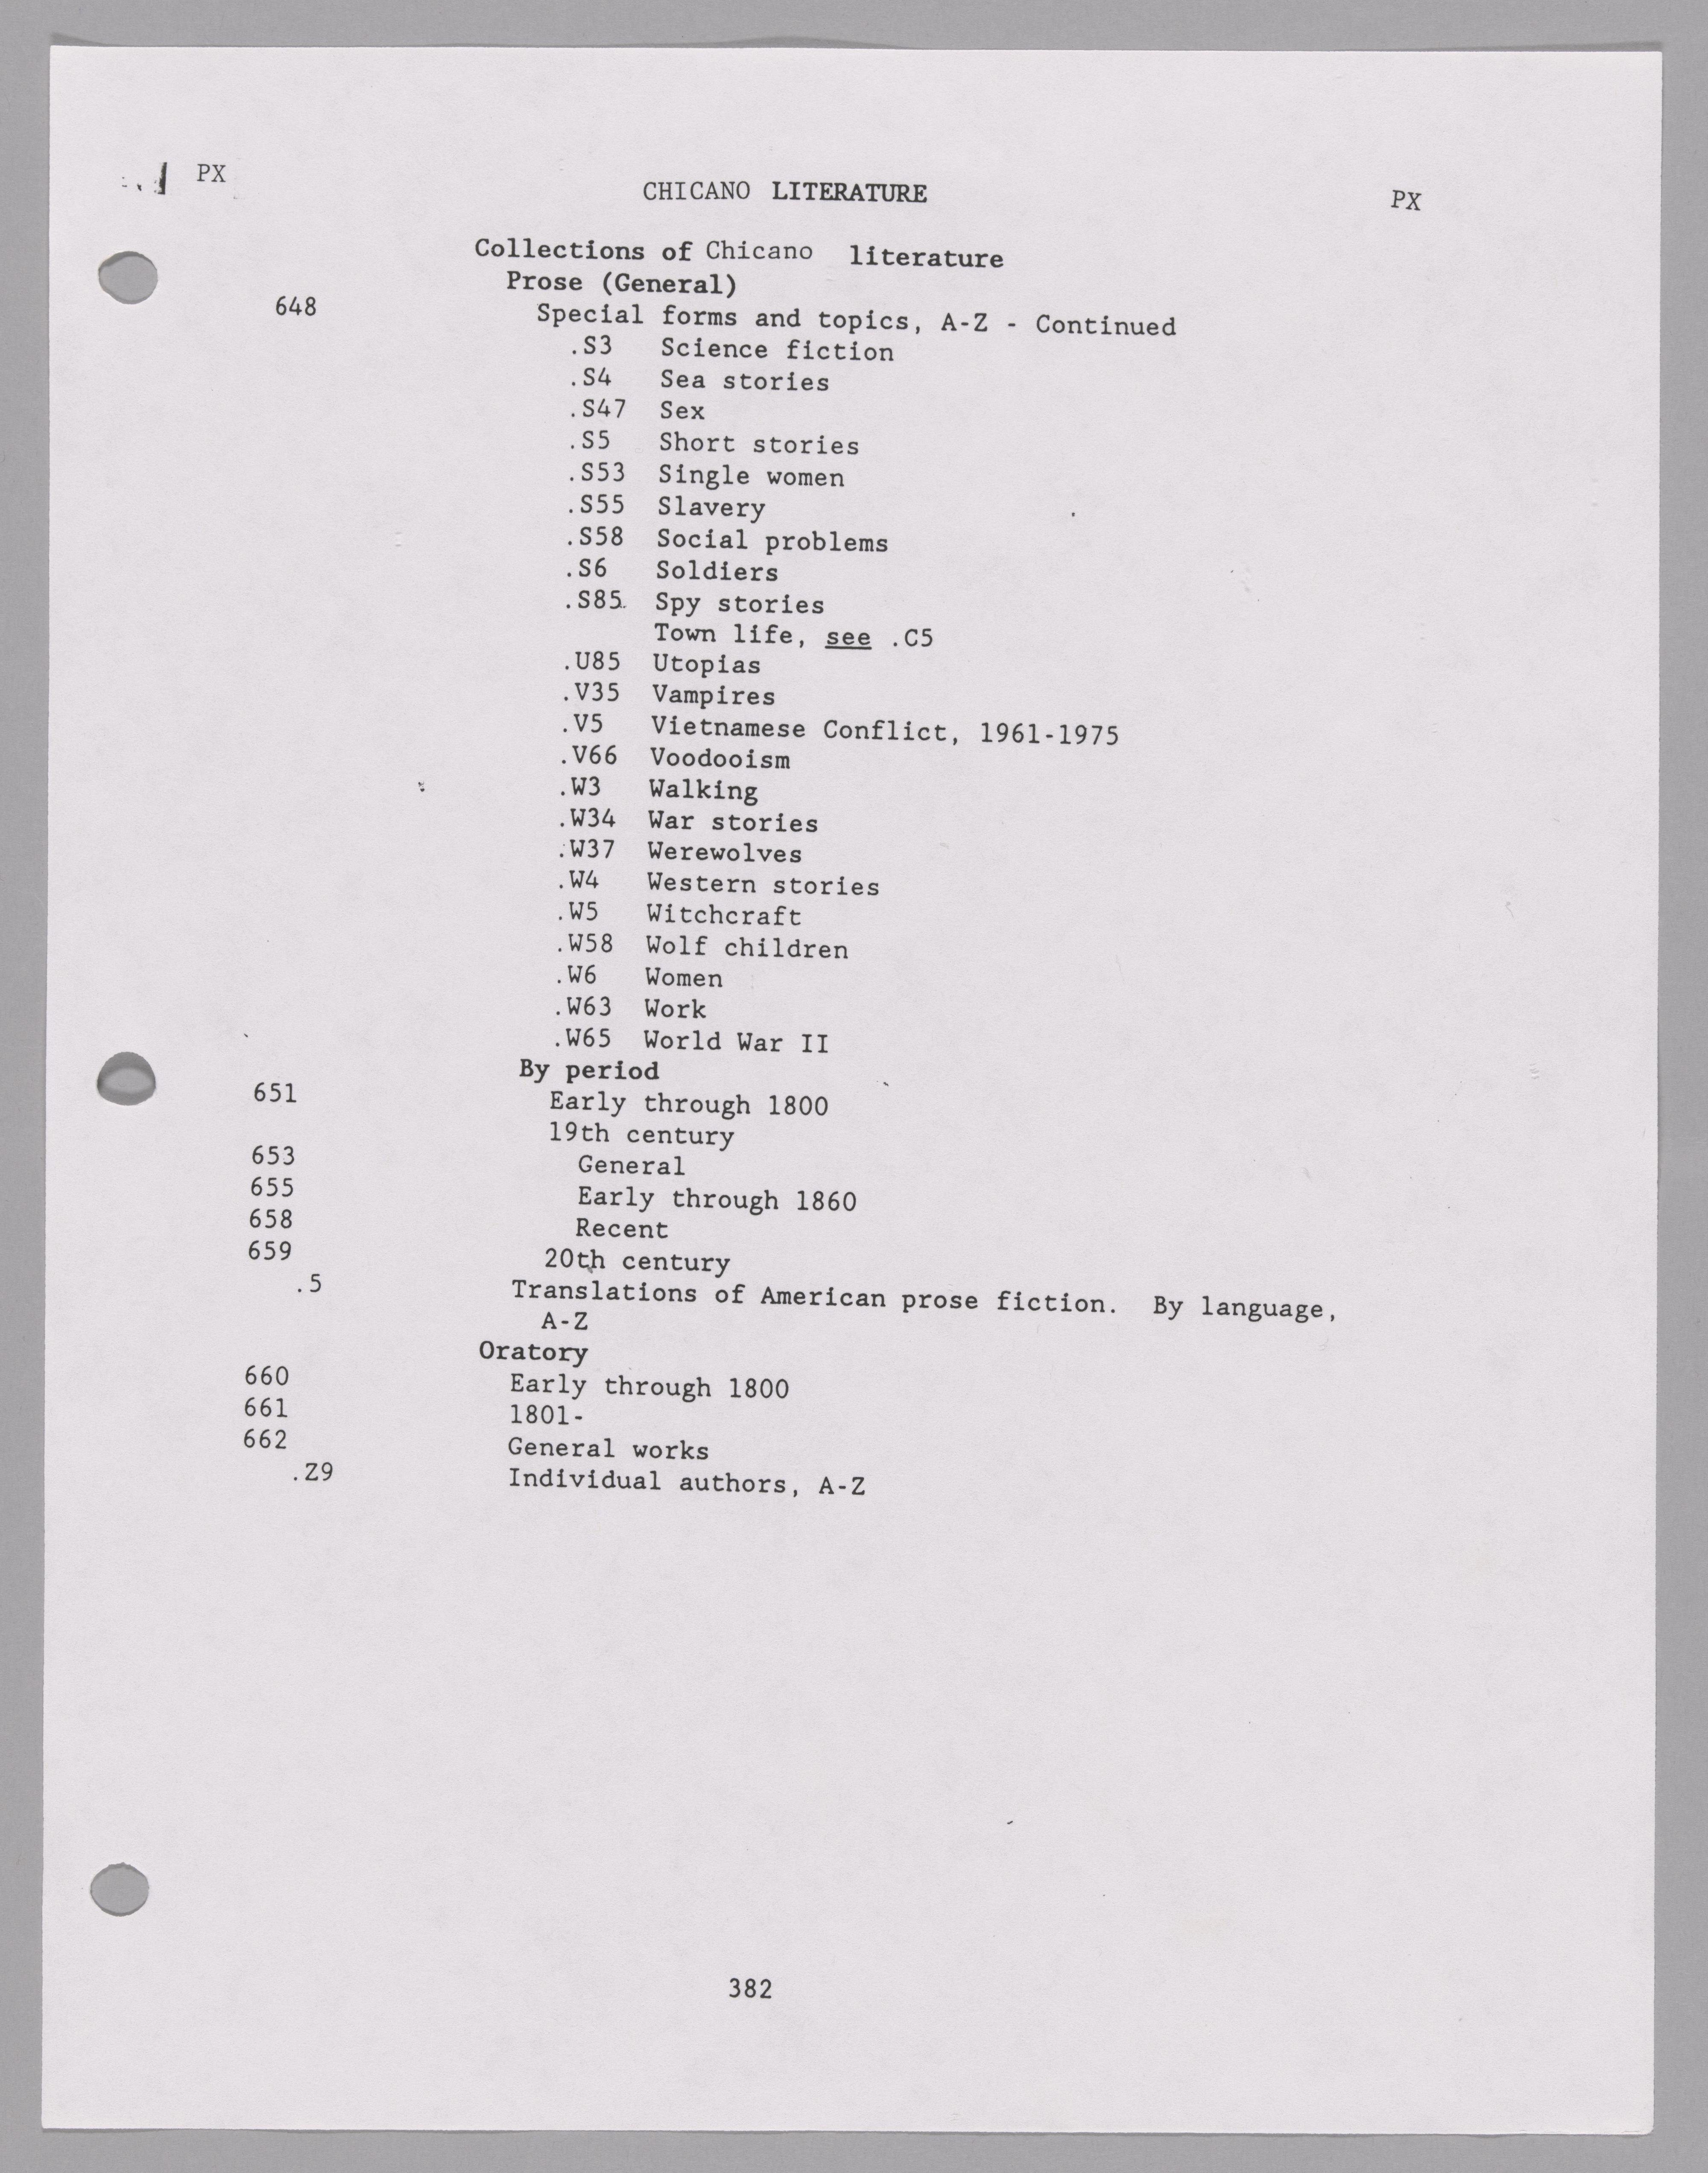 PX CHICANO LITERATURE PX
Collections of Chicano literature
Prose (General)
648 Special forms and topics, A-Z - Continued
.S3 Science fiction
.S4 Sea stories
.S47 Sex
.S5 Short stories
.S53 Single women
.S55 Slavery
.S58 Social problems
.S6 Soldiers
.S85 Spy stories
Town life, see .C5
.U85 Utopias
.V35 Vampires
.V5 Vietnamese Conflict, 1961-1975
.V66 Voodooism
.W3 Walking
.W34 War stories
.W37 Werewolves
.W4 Western stories
.W5 Witchcraft
.W58 Wolf children
.W6 Women
.W63 Work
.W65 World War II
By period
651 Early through 1800
19th century
653 General
655 Early through 1860
658 Recent
659 20th century
.5 Translations of American prose fiction. By language,
A-Z
Oratory
660 Early through 1800
661 1801-
662 General works
.Z9 Individual authors, A-Z
382